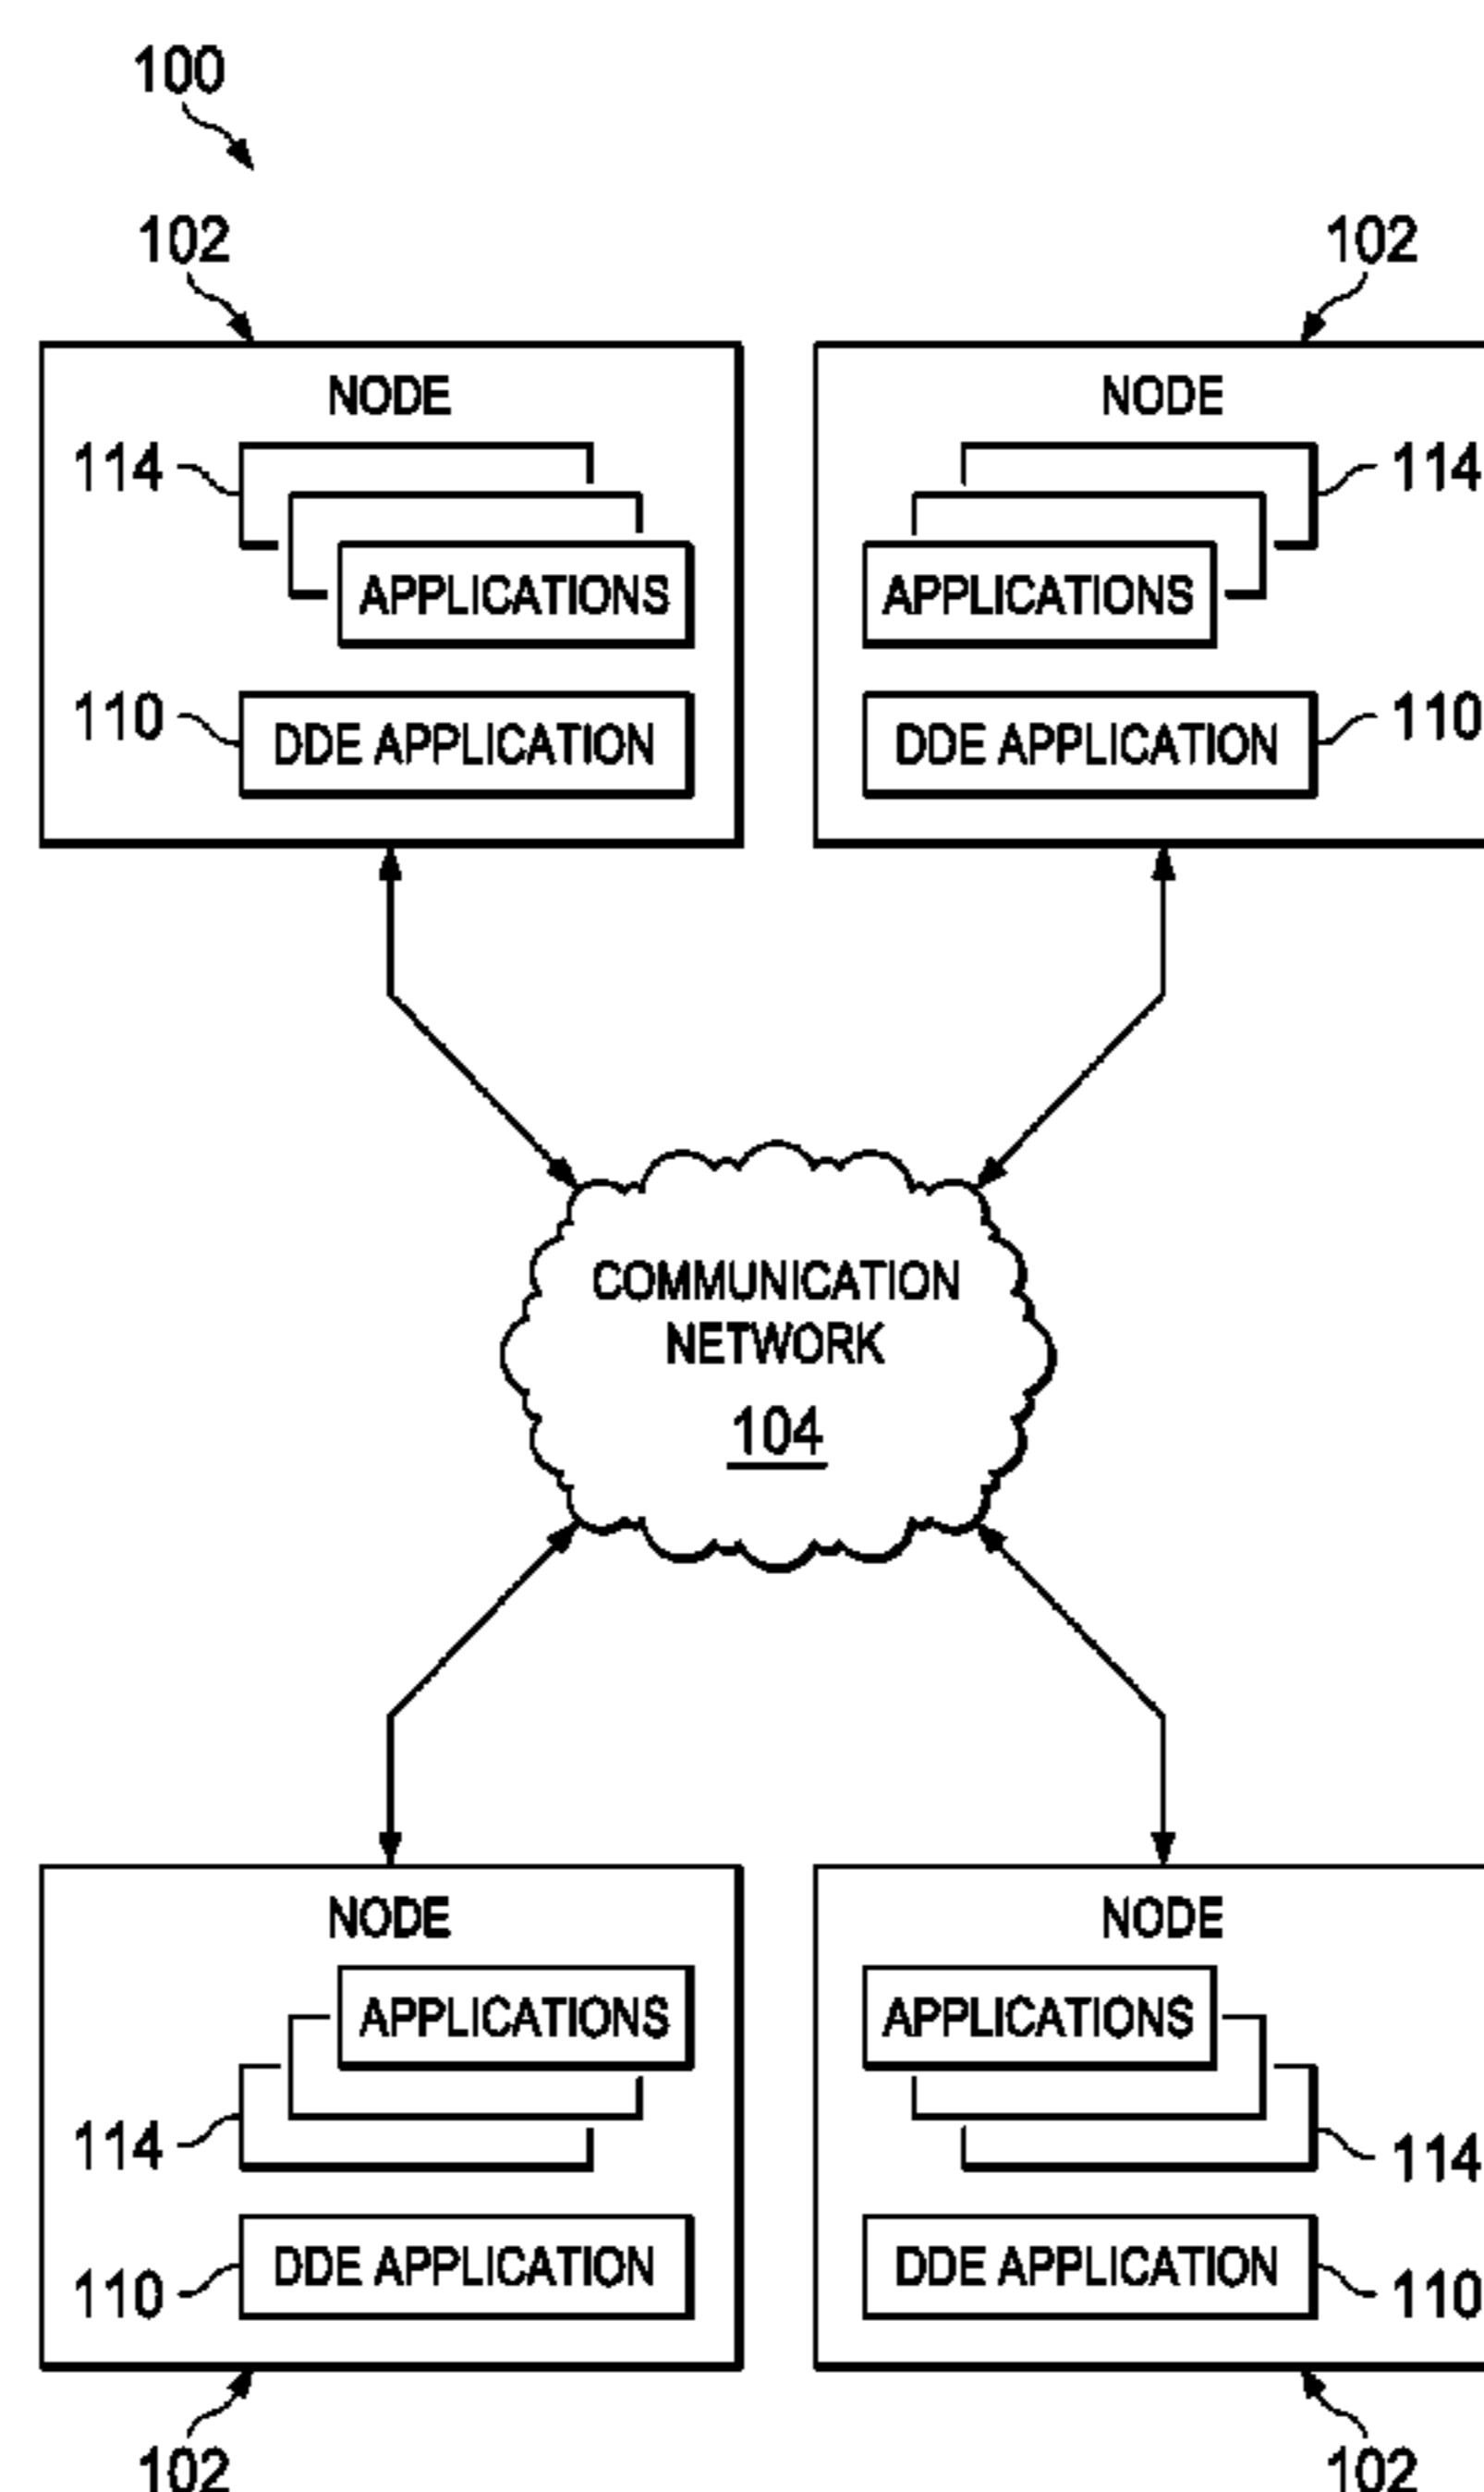 100
102
102
NODE
114
APPLICATIONS
110
DDE APPLICATION
NODE
114
APPLICATIONS
110
DDE APPLICATION
COMMUNICATION
NETWORK
104
NODE
APPLICATIONS
114
110
DDE APPLICATION
NODE
APPLICATIONS
114
DDE APPLICATION
110
102
102